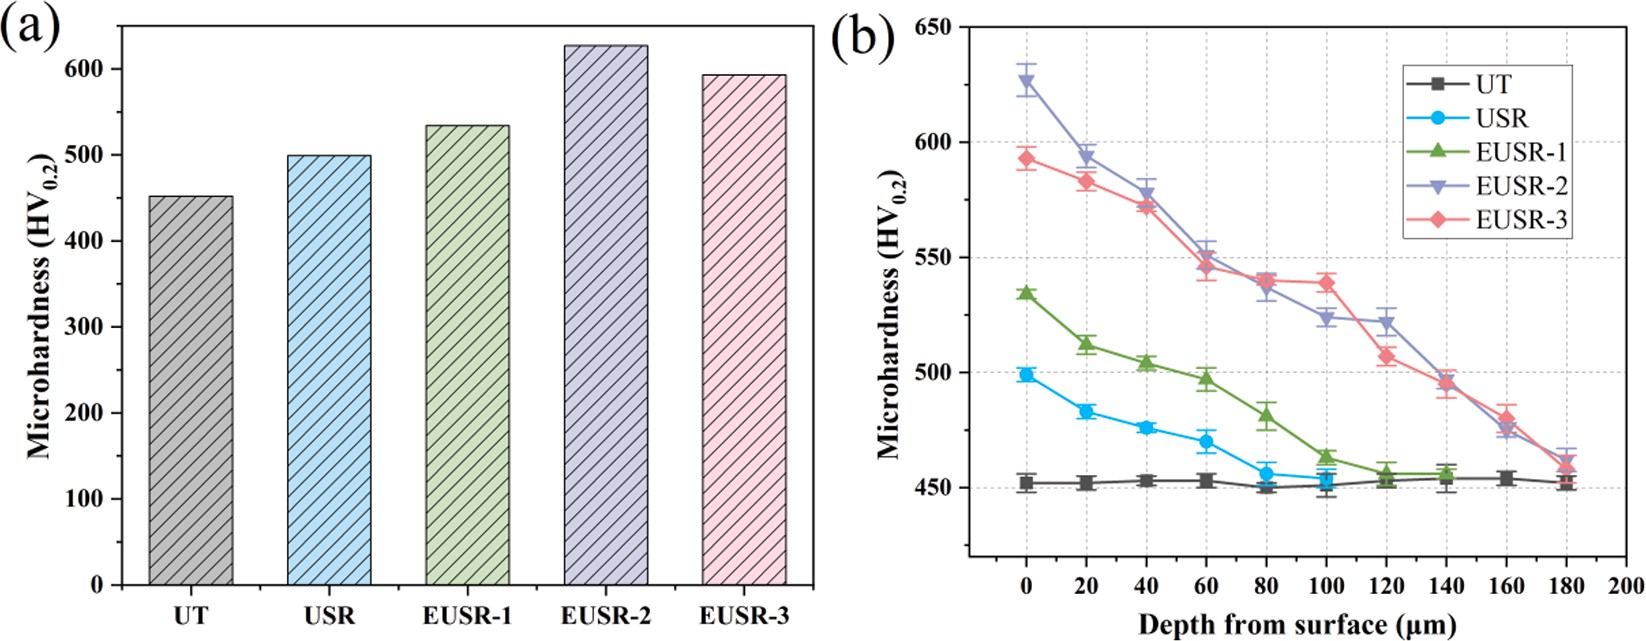 (a)
Microhardness (HV0.2)
600
500
400
300
200
100
0
UT USR EUSR-1 EUSR-2 EUSR-3
(b)
Microhardness (HV0.2)
650
600
550
500
450
UT
USR
EUSR-1
EUSR-2
EUSR-3
0 20 40 60 80 100 120 140 160 180 200
Depth from surface (μm)